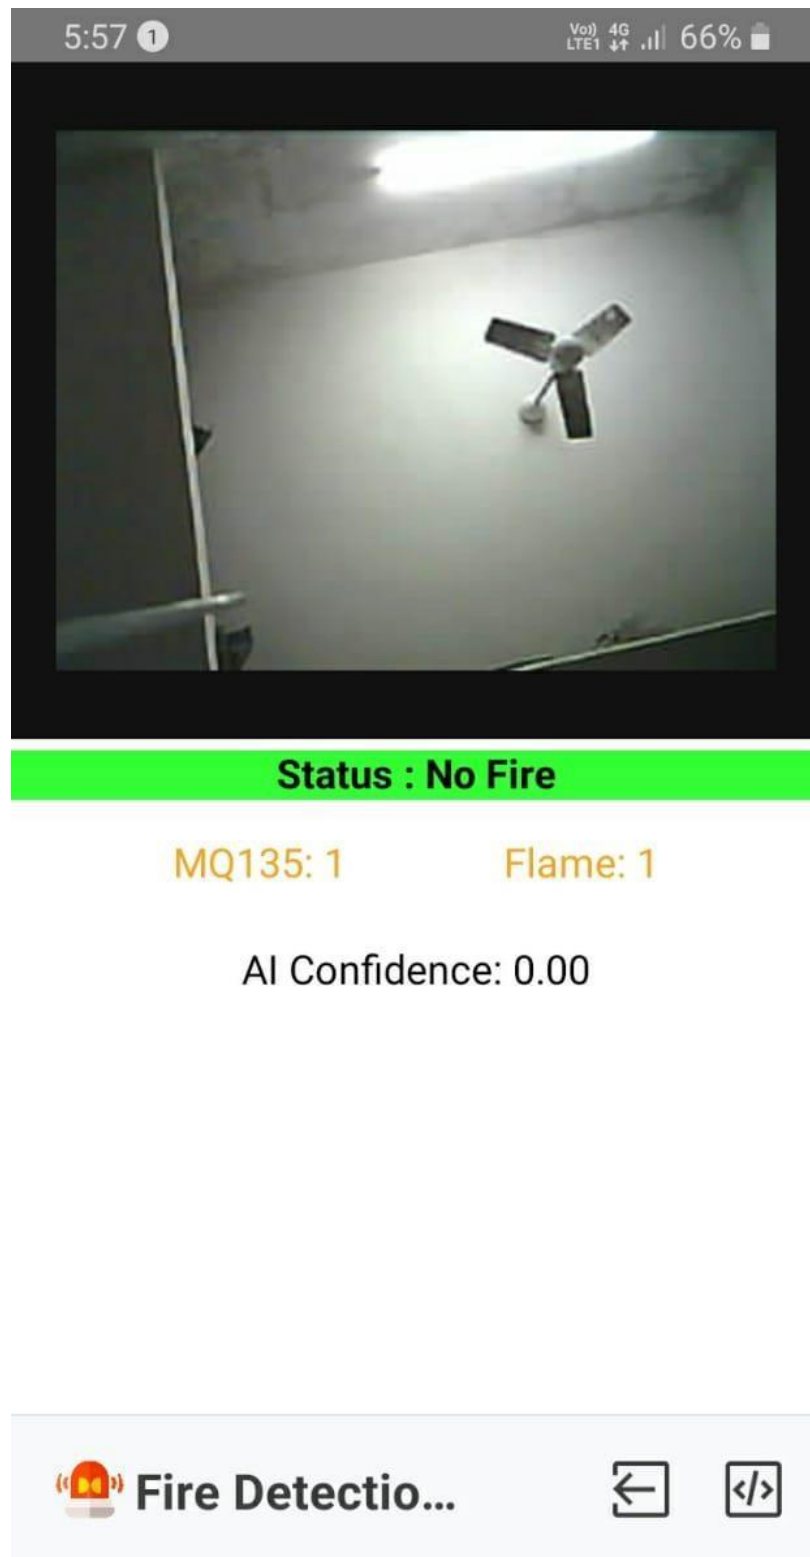 5:57 1 Vo)) LTE1 4G 66%
Status : No Fire
MQ135: 1 Flame: 1
AI Confidence: 0.00
Fire Detectio...
</>